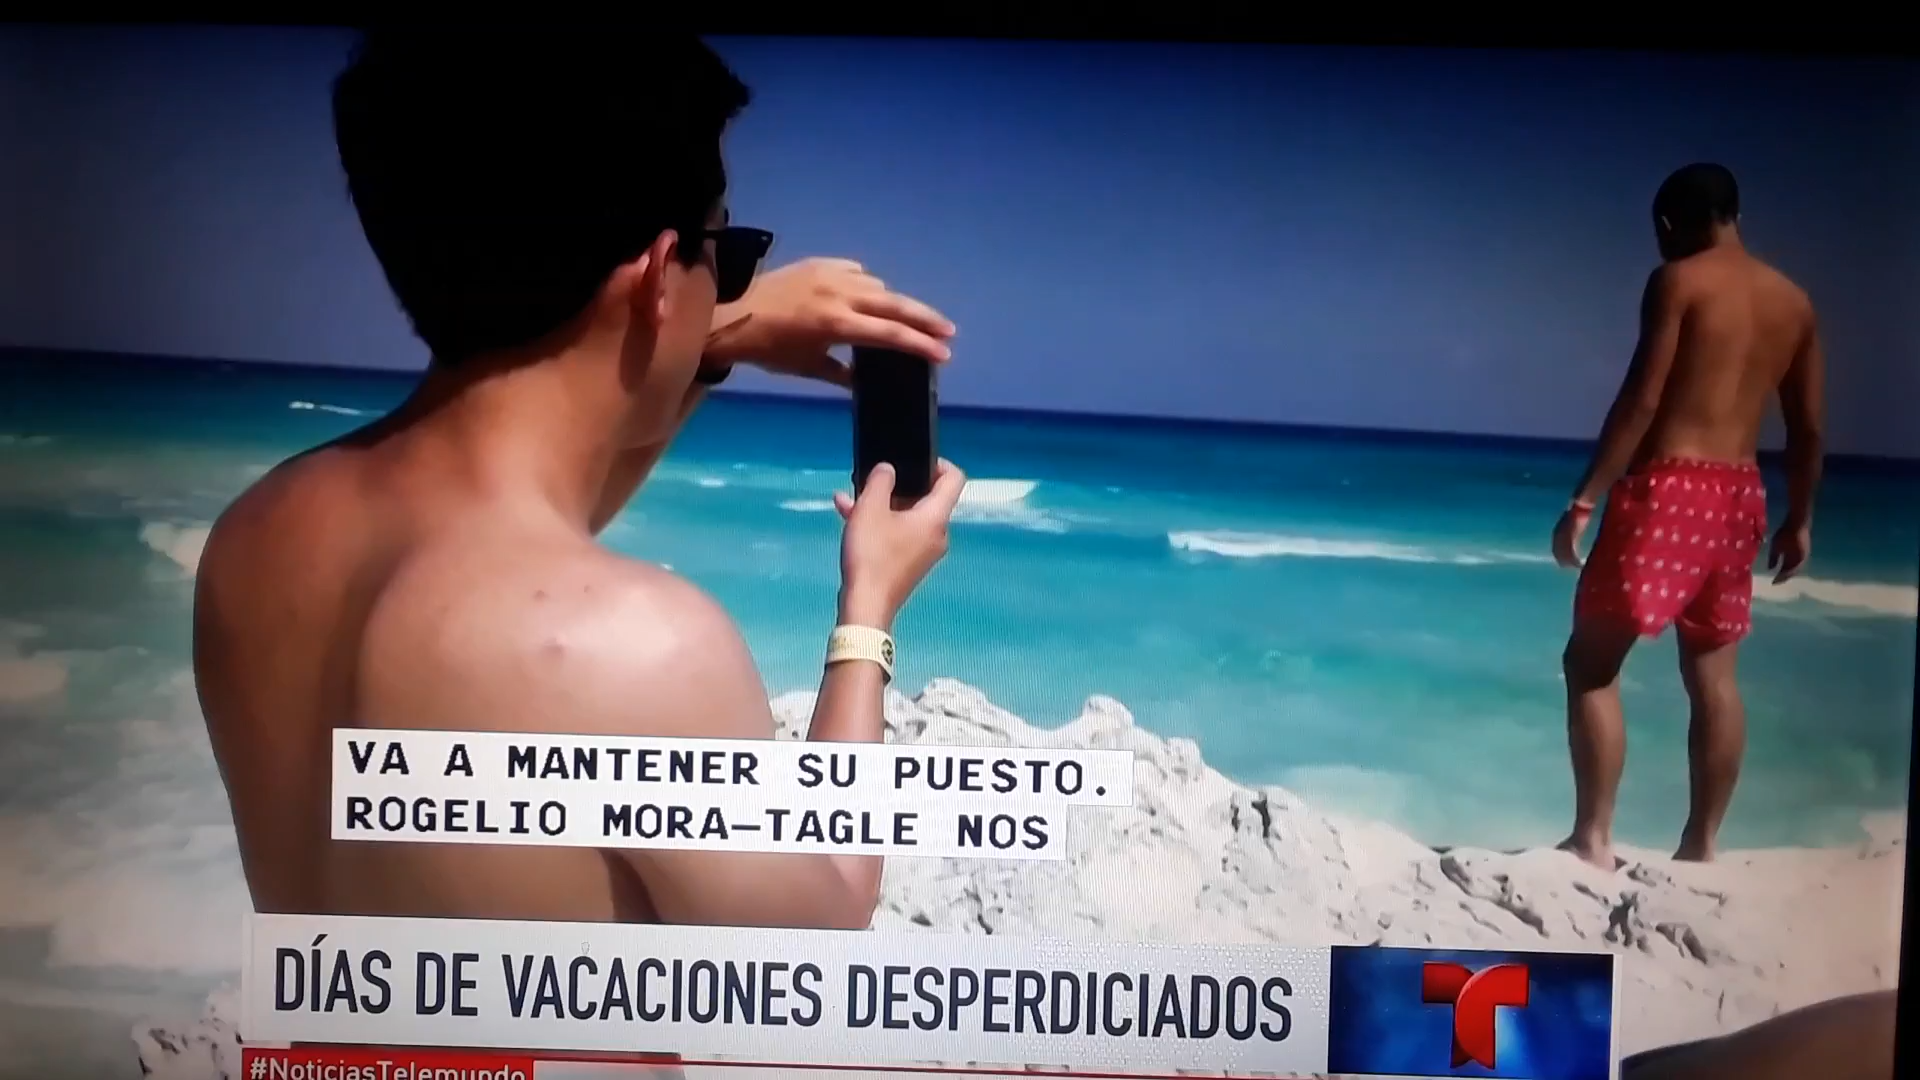 VA A MANTENER SU PUESTO.
ROGELIO MORA-TAGLE NOS
DÍAS DE VACACIONES DESPERDICIADOS
#NoticiasTelemundo